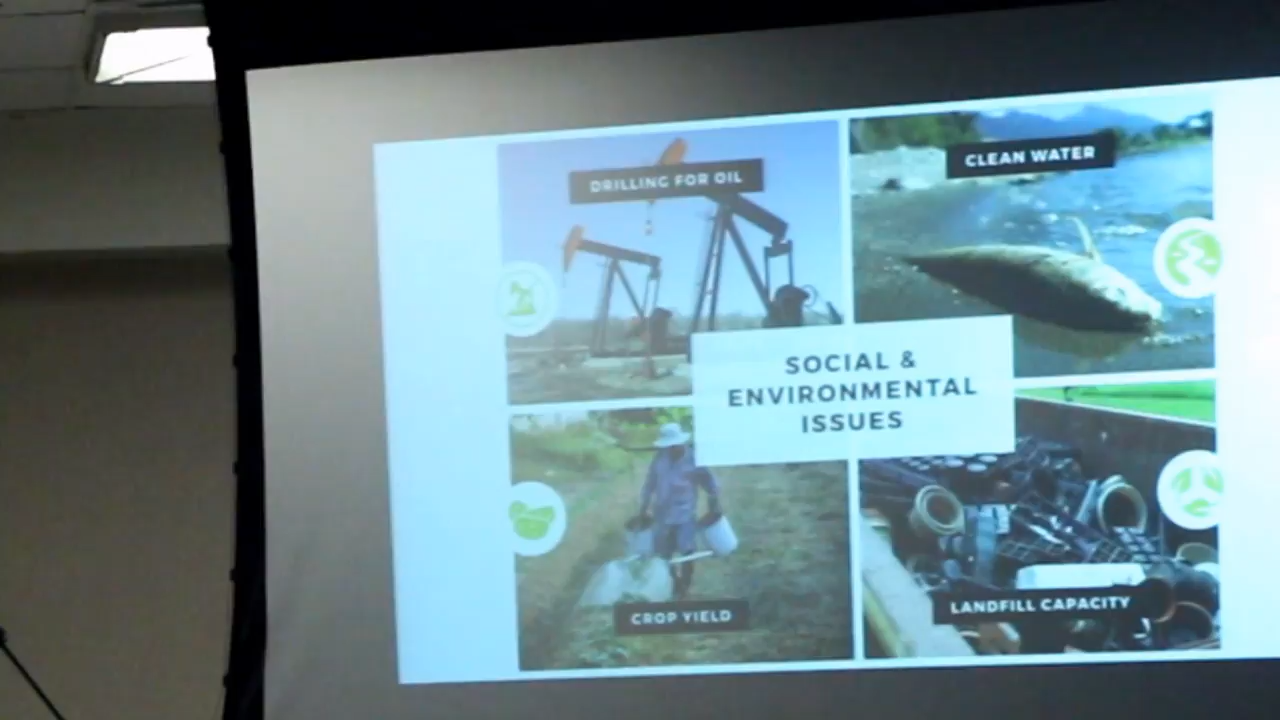 DRILLING FOR OIL
CLEAN WATER
SOCIAL &
ENVIRONMENTAL
ISSUES
CROP YIELD
LANDFILL CAPACITY